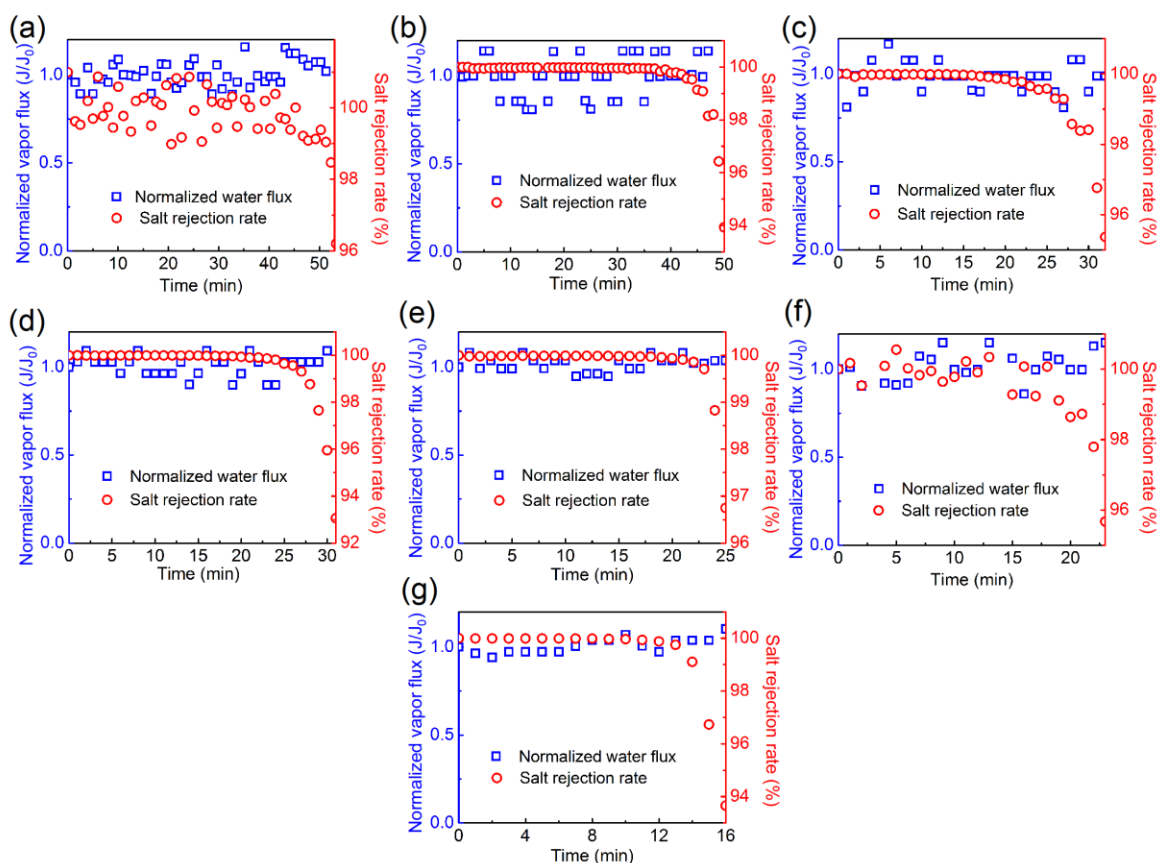 (a)
Normalized vapor flux (J/J0)
1.0
0.5
0.0
Normalized water flux
Salt rejection rate
100
99
96
Salt rejection rate (%)
0 10 20 30 40 50
Time (min)
(b)
Normalized vapor flux (J/J0)
1.0
0.5
0.0
Normalized water flux
Salt rejection rate
100
98
96
94
Salt rejection rate (%)
0 10 20 30 40 50
Time (min)
(c)
Normalized vapor flux (J/J0)
1.0
0.5
0.0
Normalized water flux
Salt rejection rate
100
98
96
Salt rejection rate (%)
0 5 10 15 20 25 30
Time (min)
(d)
Normalized vapor flux (J/J0)
1.0
0.5
0.0
Normalized water flux
Salt rejection rate
100
98
96
94
92
Salt rejection rate (%)
0 5 10 15 20 25 30
Time (min)
(e)
Normalized vapor flux (J/J0)
1.0
0.5
0.0
Normalized water flux
Salt rejection rate
100
99
98
97
96
Salt rejection rate (%)
0 5 10 15 20 25
Time (min)
(f)
Normalized vapor flux (J/J0)
1.0
0.5
0.0
Normalized water flux
Salt rejection rate
100
98
96
Salt rejection rate (%)
0 5 10 15 20
Time (min)
(g)
Normalized vapor flux (J/J0)
1.0
0.5
0.0
Normalized water flux
Salt rejection rate
100
98
96
94
Salt rejection rate (%)
0 4 8 12 16
Time (min)